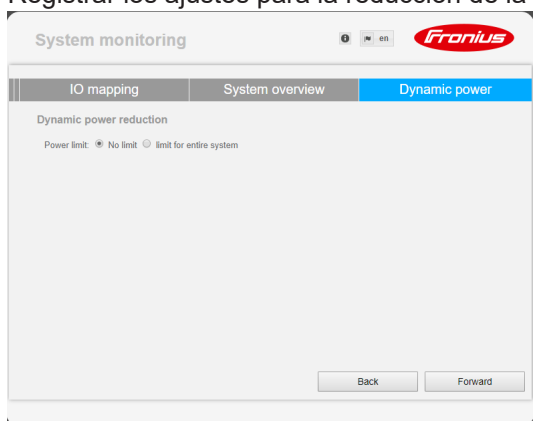 Registrar los ajustes para la reducción de la
System monitoring
en
Fronius
IO mapping System overview Dynamic power
Dynamic power reduction
Power limit: No limit limit for entire system
Back Forward